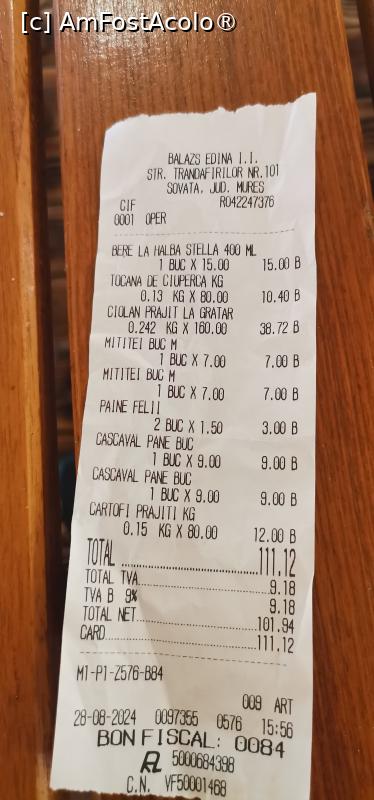 [c] AmFostAcolo®
BALAZS EDINA I.I.
STR. TRANDAFIRILOR NR.101
SOVATA, JUD. MURES
CIF RO42247376
0001 OPER
BERE LA HALBA STELLA 400 ML
1 BUC X 15.00 15.00 B
TOCANA DE CIUPERCA KG
0.13 KG X 80.00 10.40 B
CIOLAN PRAJIT LA GRATAR
0.242 KG X 160.00 38.72 B
MITITEI BUC M
1 BUC X 7.00 7.00 B
MITITEI BUC M
1 BUC X 7.00 7.00 B
PAINE FELII
2 BUC X 1.50 3.00 B
CASCAVAL PANE BUC
1 BUC X 9.00 9.00 B
CASCAVAL PANE BUC
1 BUC X 9.00 9.00 B
CARTOFI PRAJITI KG
0.15 KG X 80.00 12.00 B
TOTAL 111.12
TOTAL TVA 9.18
TVA B 9% 9.18
TOTAL NET 101.94
CARD 111.12
M1-P1-Z576-B84
009 ART
28-08-2024 0097355 0576 15:56
BON FISCAL: 0084
5000684398
C.N. VF50001468